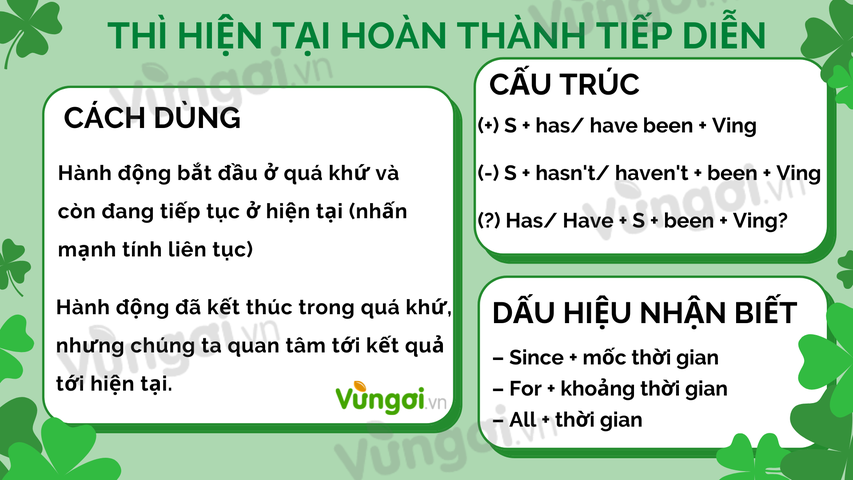 THÌ HIỆN TẠI HOÀN THÀNH TIẾP DIỄN
CÁCH DÙNG
Hành động bắt đầu ở quá khứ và
còn đang tiếp tục ở hiện tại (nhấn
mạnh tính liên tục)
Hành động đã kết thúc trong quá khứ,
nhưng chúng ta quan tâm tới kết quả
tới hiện tại.
Vừngơi.vn
CẤU TRÚC
(+) S + has/ have been + Ving
(-) S + hasn't/ haven't + been + Ving
(?) Has/ Have + S + been + Ving?
DẤU HIỆU NHẬN BIẾT
– Since + mốc thời gian
– For + khoảng thời gian
– All + thời gian